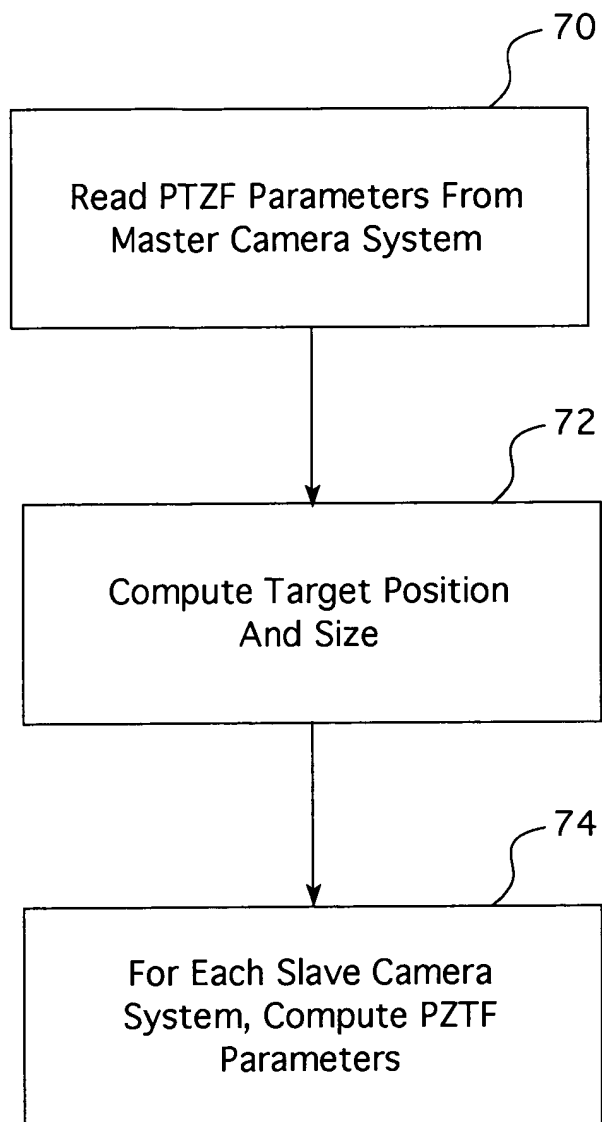 70
Read PTZF Parameters From
Master Camera System
72
Compute Target Position
And Size
74
For Each Slave Camera
System, Compute PZTF
Parameters